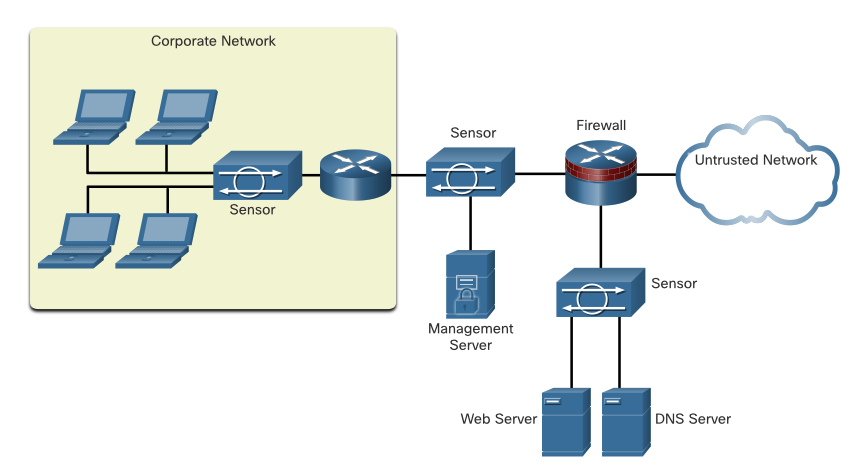 Corporate Network
Sensor
Sensor
Firewall
Untrusted Network
Management
Server
Sensor
Web Server
DNS Server